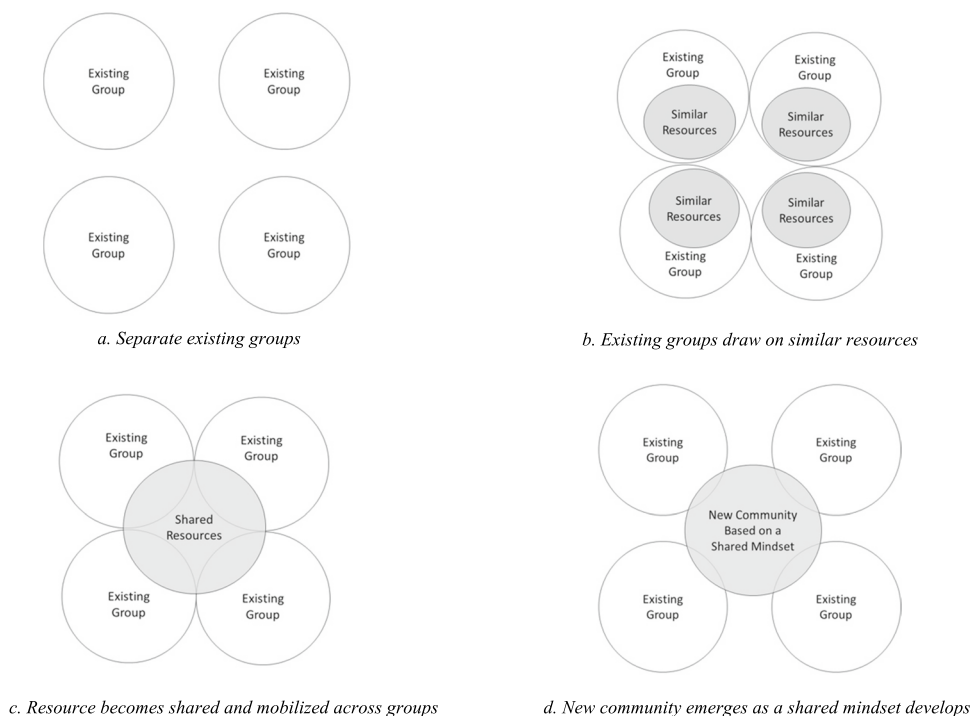 Existing
Group
Existing
Group
Existing
Group
Existing
Group
a. Separate existing groups
Existing
Group
Similar
Resources
Existing
Group
Similar
Resources
Similar
Resources
Existing
Group
Similar
Resources
Existing
Group
b. Existing groups draw on similar resources
Existing
Group
Existing
Group
Shared
Resources
Existing
Group
Existing
Group
c. Resource becomes shared and mobilized across groups
Existing
Group
Existing
Group
New Community
Based on a
Shared Mindset
Existing
Group
Existing
Group
d. New community emerges as a shared mindset develops